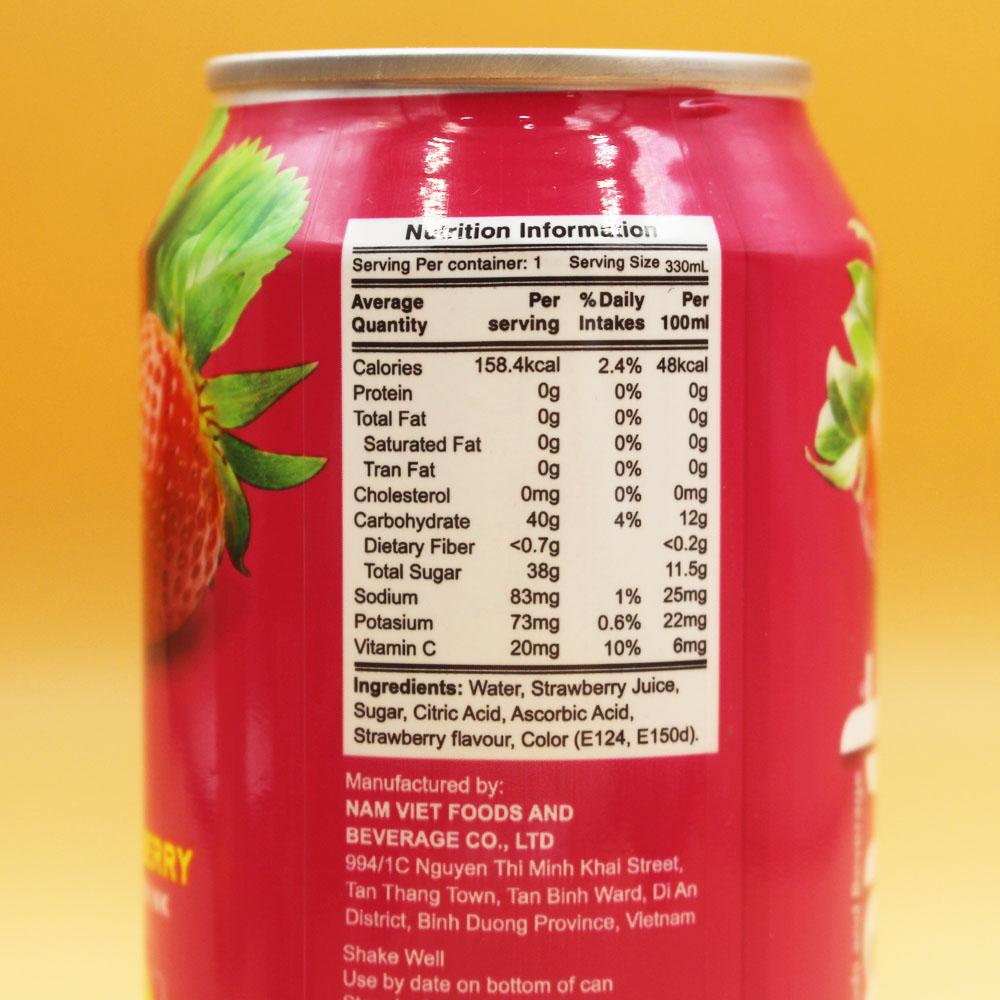 Nutrition Information
Serving Per container: 1 Serving Size 330mL
Average Quantity Per serving % Daily Intakes Per 100ml
Calories 158.4kcal 2.4% 48kcal
Protein 0g 0% 0g
Total Fat 0g 0% 0g
Saturated Fat 0g 0% 0g
Tran Fat 0g 0% 0g
Cholesterol 0mg 0% 0mg
Carbohydrate 40g 4% 12g
Dietary Fiber <0.7g <0.2g
Total Sugar 38g 11.5g
Sodium 83mg 1% 25mg
Potasium 73mg 0.6% 22mg
Vitamin C 20mg 10% 6mg
Ingredients: Water, Strawberry Juice,
Sugar, Citric Acid, Ascorbic Acid,
Strawberry flavour, Color (E124, E150d).
Manufactured by:
NAM VIET FOODS AND
BEVERAGE CO., LTD
994/1C Nguyen Thi Minh Khai Street,
Tan Thang Town, Tan Binh Ward, Di An
District, Binh Duong Province, Vietnam
Shake Well
Use by date on bottom of can
ERRY